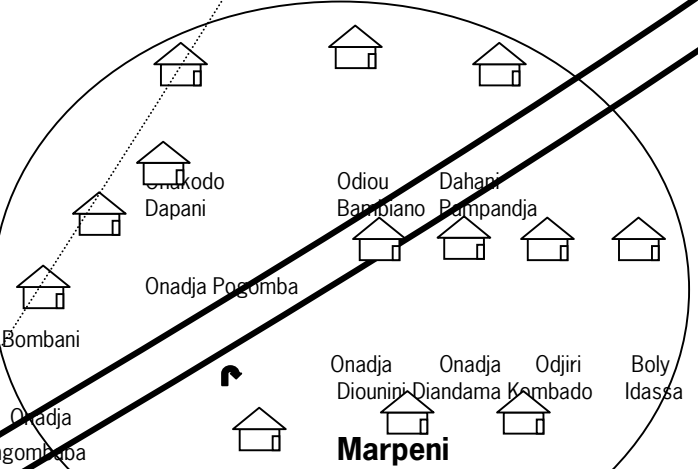 Onakodo
Dapani
Odiou
Bambiano
Dahani
Pampandja
Onadja Pogomba
Bombani
Onadja
Onadja
Diounini
Onadja
Diandama
Odjiri
Kombado
Boly
Idassa
Marpeni